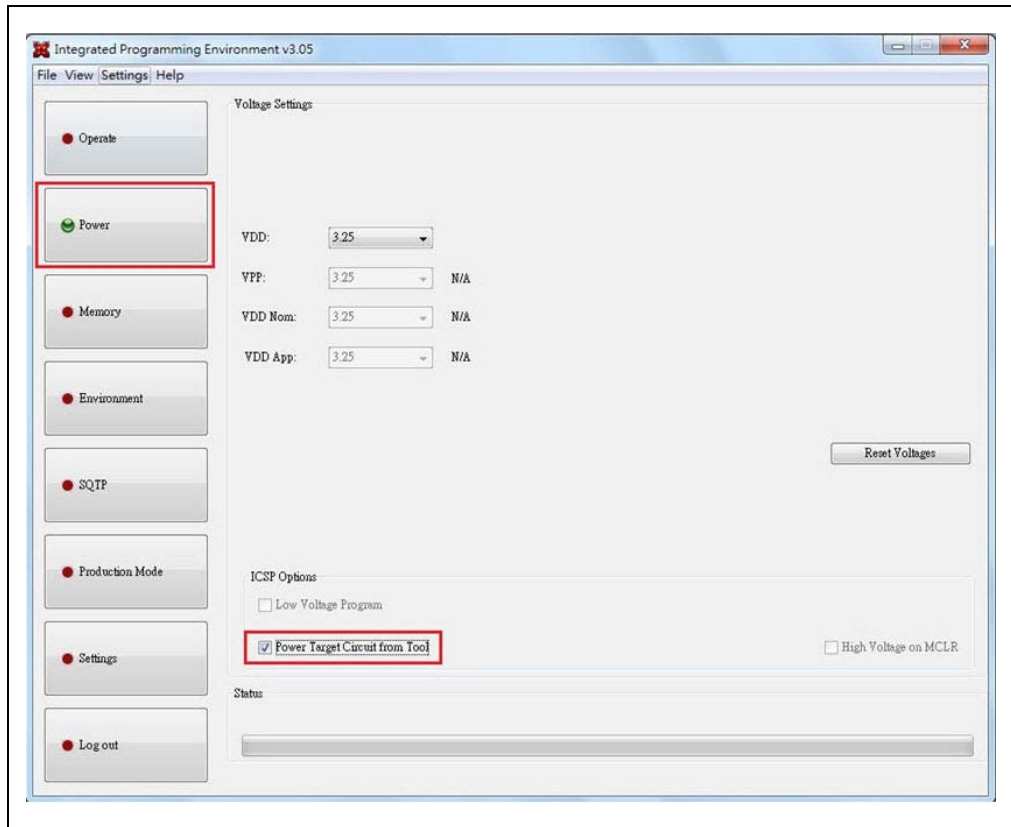 Integrated Programming Environment v3.05
File View Settings Help
Operate
Power
Memory
Environment
SQTP
Production Mode
Settings
Log out
Voltage Settings
VDD: 3.25
VPP: 3.25 N/A
VDD Nom: 3.25 N/A
VDD App: 3.25 N/A
Reset Voltages
ICSP Options
Low Voltage Program
Power Target Circuit from Tool
High Voltage on MCLR
Status